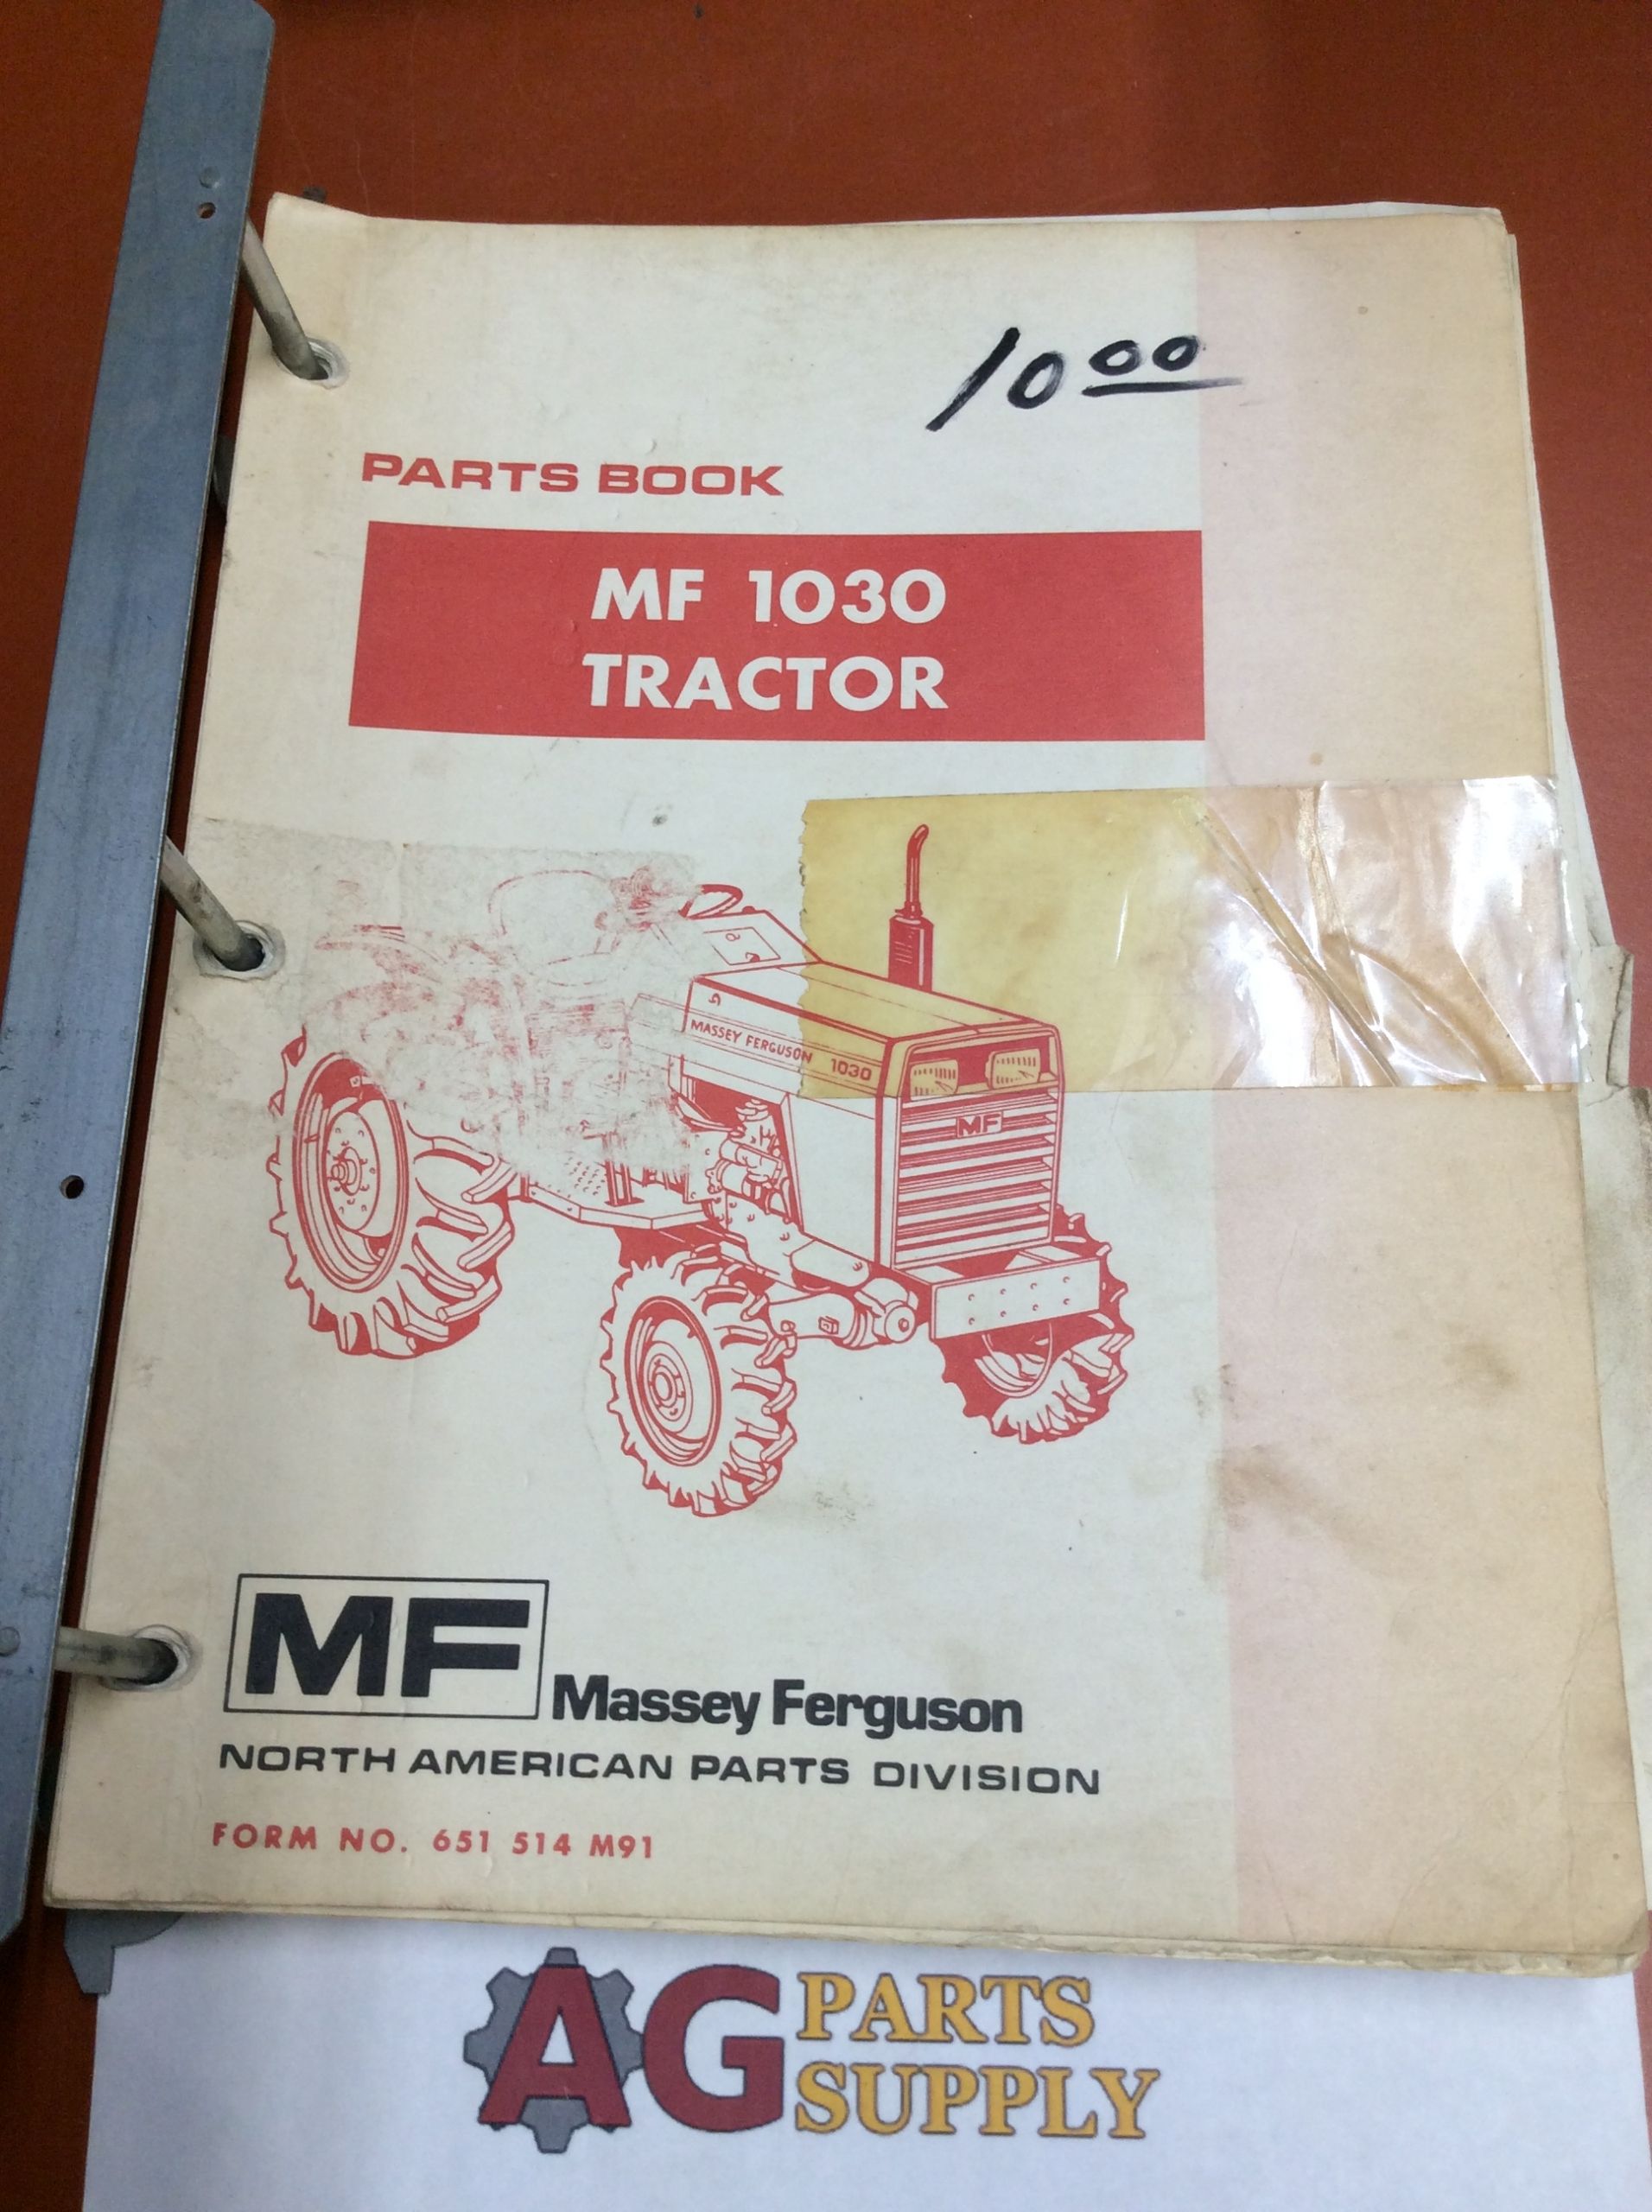 10 00
PARTS BOOK
MF 1030
TRACTOR
MASSEY FERGUSON 1030
MF
MF Massey Ferguson
NORTH AMERICAN PARTS DIVISION
FORM NO. 651 514 M91
AG PARTS
SUPPLY